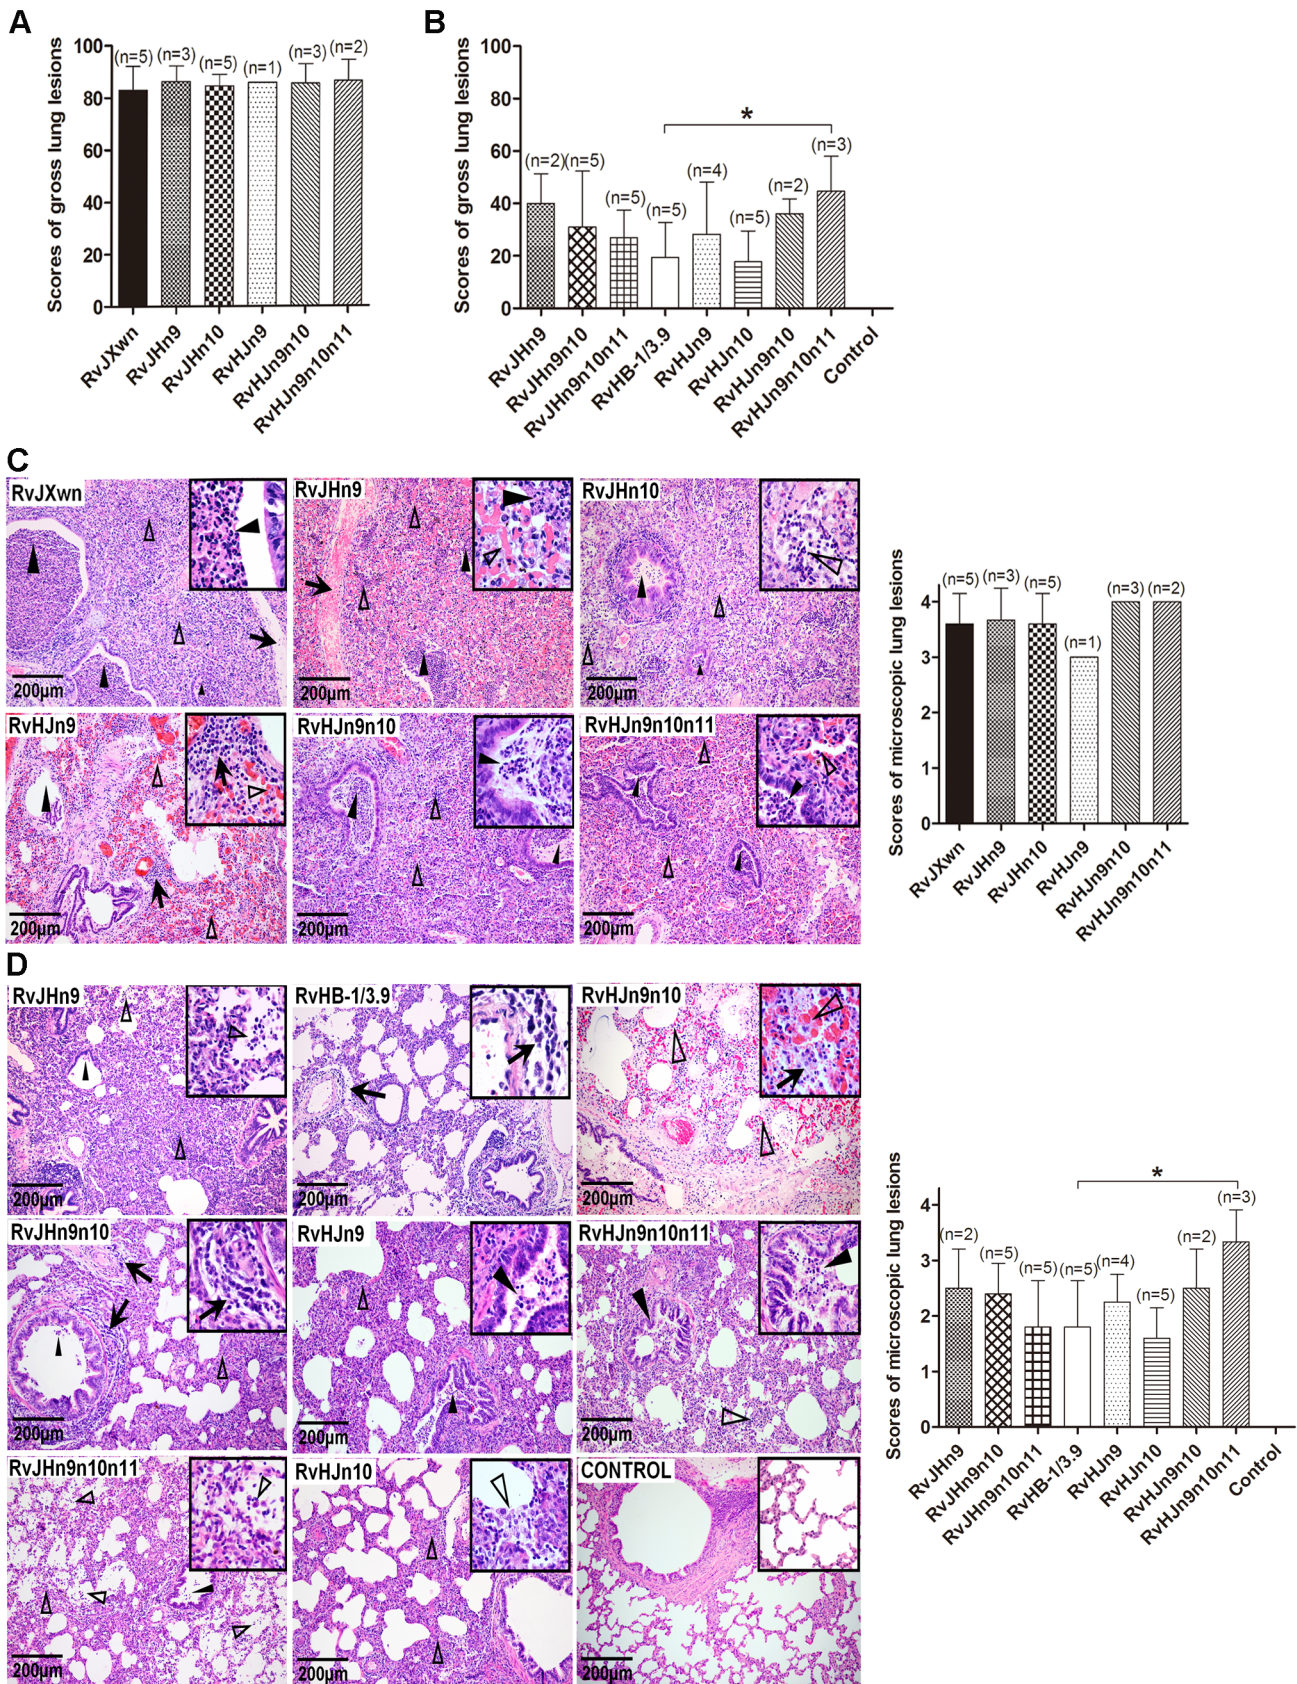 A
Scores of gross lung lesions
100
80
60
40
20
0
(n=5)
(n=3)
(n=5)
(n=1)
(n=3)
(n=2)
RvJXwn
RvJHn9
RvJHn10
RvHJn9
RvHJn9n10
RvHJn9n10n11
B
Scores of gross lung lesions
100
80
60
40
20
0
(n=2)
(n=5)
(n=5)
(n=5)
(n=4)
(n=5)
(n=2)
(n=3)
*
RvJHn9
RvJHn9n10
RvJHn9n10n11
RvHB-1/3.9
RvHJn9
RvHJn10
RvHJn9n10
RvHJn9n10n11
Control
C
RvJXwn
200μm
RvJHn9
200μm
RvJHn10
200μm
RvHJn9
200μm
RvHJn9n10
200μm
RvHJn9n10n11
200μm
Scores of microscopic lung lesions
4
3
2
1
0
(n=5)
(n=3)
(n=5)
(n=1)
(n=3)
(n=2)
RvJXwn
RvJHn9
RvJHn10
RvHJn9
RvHJn9n10
RvHJn9n10n11
D
RvJHn9
200μm
RvHB-1/3.9
200μm
RvHJn9n10
200μm
RvJHn9n10
200μm
RvHJn9
200μm
RvHJn9n10n11
200μm
RvJHn9n10n11
200μm
RvHJn10
200μm
CONTROL
200μm
Scores of microscopic lung lesions
4
3
2
1
0
(n=2)
(n=5)
(n=5)
(n=5)
(n=4)
(n=5)
(n=2)
(n=3)
*
RvJHn9
RvJHn9n10
RvJHn9n10n11
RvHB-1/3.9
RvHJn9
RvHJn10
RvHJn9n10
RvHJn9n10n11
Control